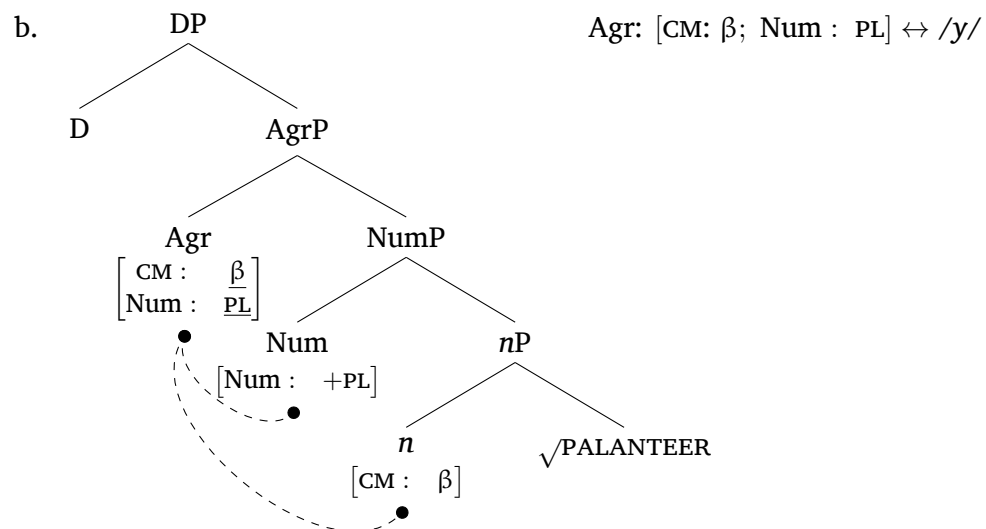 b. DP Agr: [CM: β; Num : PL] ↔ /y/
D AgrP
Agr NumP
[CM : β
Num : PL]
Num nP
[Num : +PL]
n √PALANTEER
[CM : β]